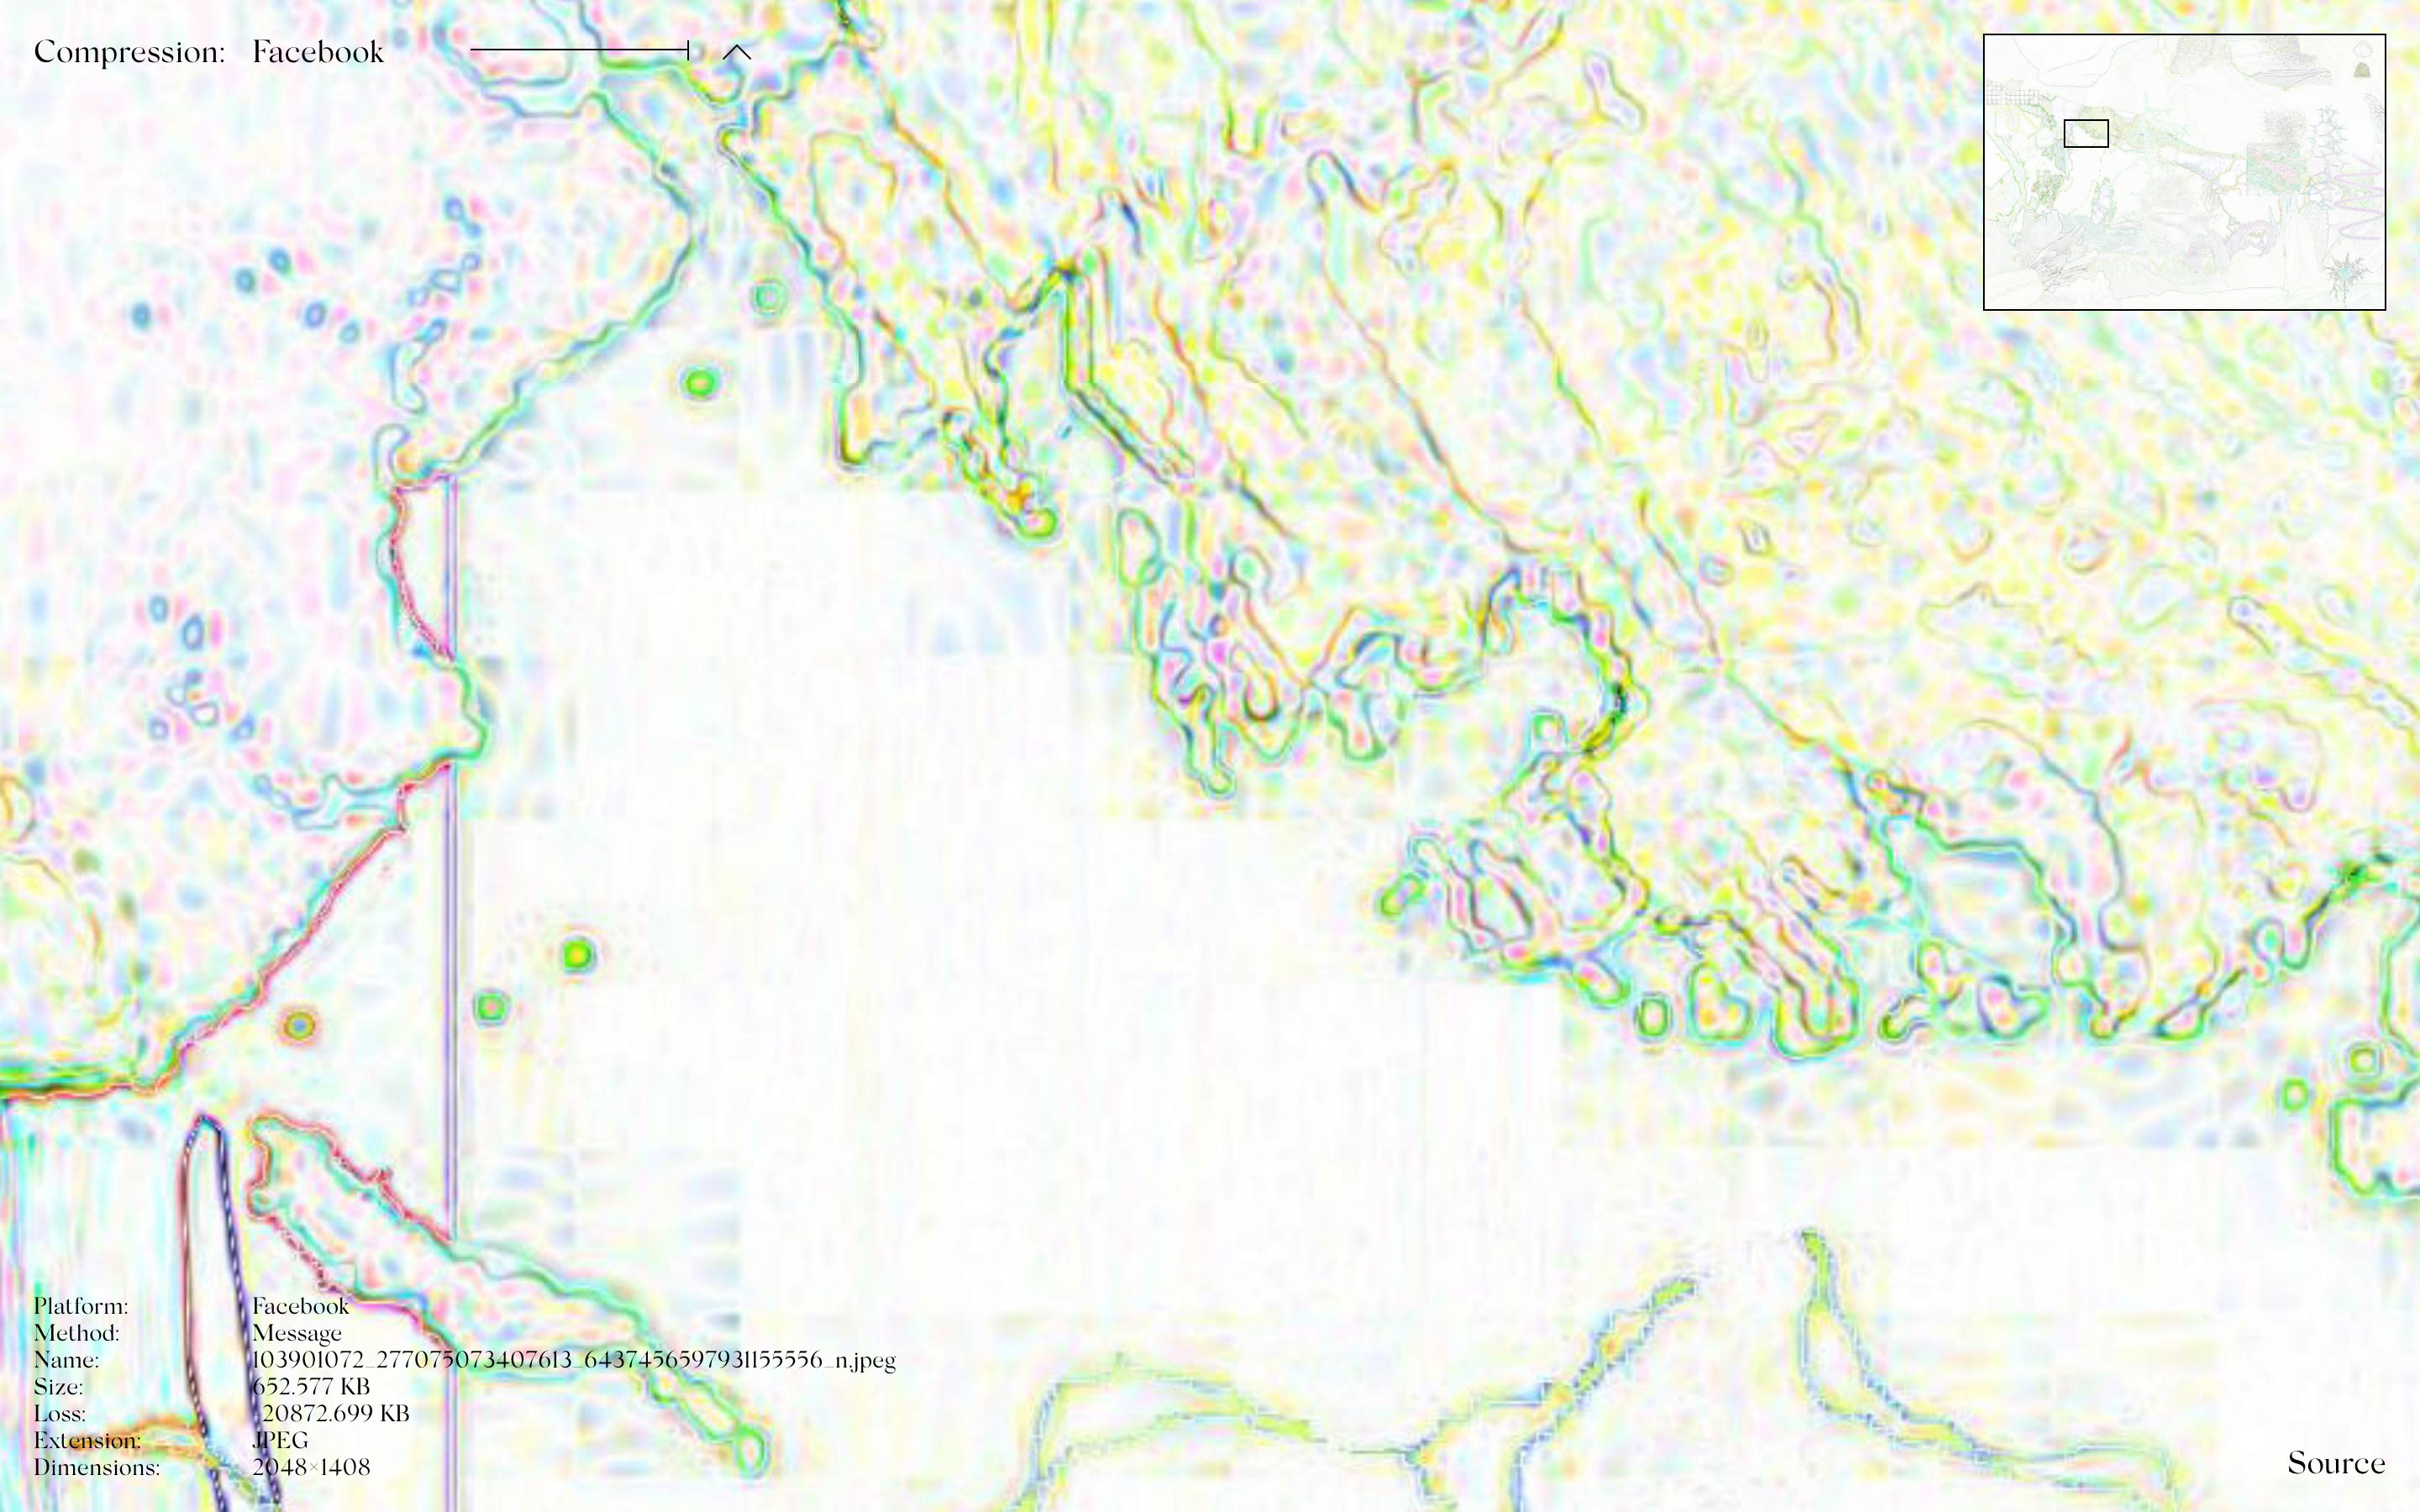 Compression: Facebook
Platform: Facebook
Method: Message
Name: 103901072_277075073407613_6437456597931155556_n.jpeg
Size: 652.577 KB
Loss: -20872.699 KB
Extension: JPEG
Dimensions: 2048×1408
Source